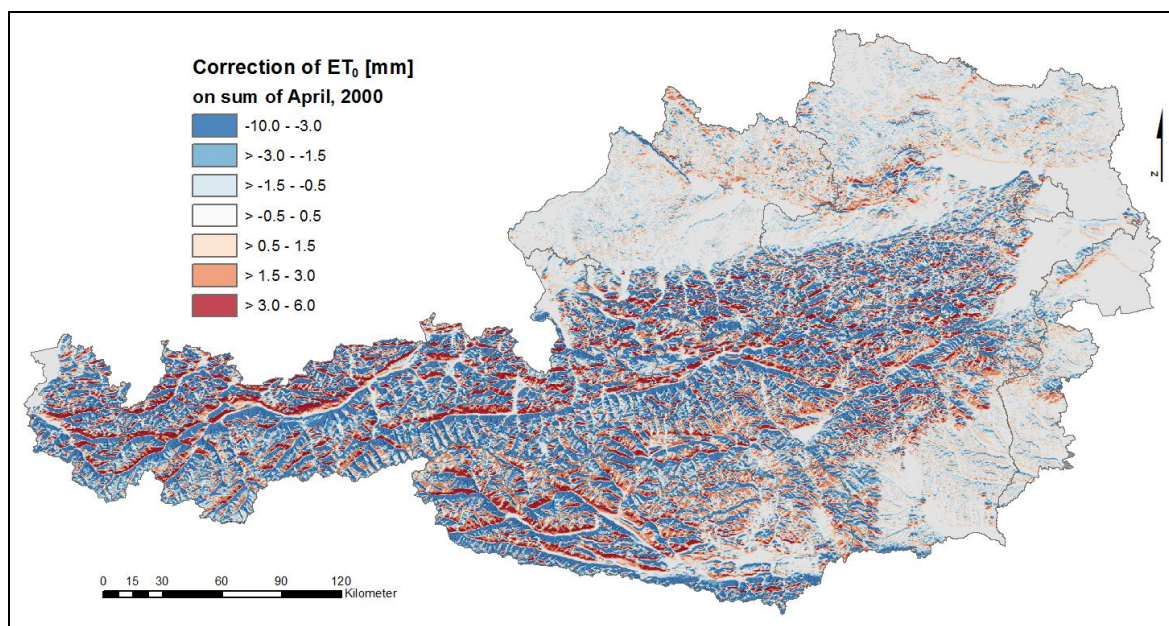 Correction of ET₀ [mm]
on sum of April, 2000
-10.0 - -3.0
> -3.0 - -1.5
> -1.5 - -0.5
> -0.5 - 0.5
> 0.5 - 1.5
> 1.5 - 3.0
> 3.0 - 6.0
N
0 15 30 60 90 120
Kilometer